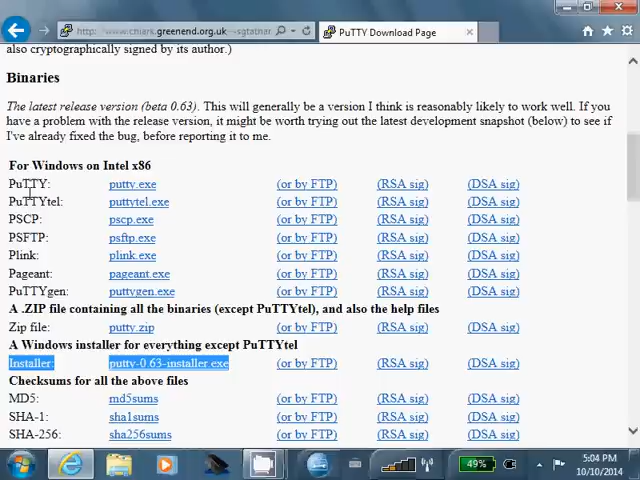 http://www.chiark.greenend.org.uk/~sgtatham
PuTTY Download Page
also cryptographically signed by its author.)
Binaries
The latest release version (beta 0.63). This will generally be a version I think is reasonably likely to work well. If you
have a problem with the release version, it might be worth trying out the latest development snapshot (below) to see if
I've already fixed the bug, before reporting it to me.
For Windows on Intel x86
PuTTY: putty.exe (or by FTP) (RSA sig) (DSA sig)
PuTTYtel: puttytel.exe (or by FTP) (RSA sig) (DSA sig)
PSCP: pscp.exe (or by FTP) (RSA sig) (DSA sig)
PSFTP: psftp.exe (or by FTP) (RSA sig) (DSA sig)
Plink: plink.exe (or by FTP) (RSA sig) (DSA sig)
Pageant: pageant.exe (or by FTP) (RSA sig) (DSA sig)
PuTTYgen: puttygen.exe (or by FTP) (RSA sig) (DSA sig)
A .ZIP file containing all the binaries (except PuTTYtel), and also the help files
Zip file: putty.zip (or by FTP) (RSA sig) (DSA sig)
A Windows installer for everything except PuTTYtel
Installer: putty-0.63-installer.exe (or by FTP) (RSA sig) (DSA sig)
Checksums for all the above files
MD5: md5sums (or by FTP) (RSA sig) (DSA sig)
SHA-1: sha1sums (or by FTP) (RSA sig) (DSA sig)
SHA-256: sha256sums (or by FTP) (RSA sig) (DSA sig)
49%
5:04 PM
10/10/2014